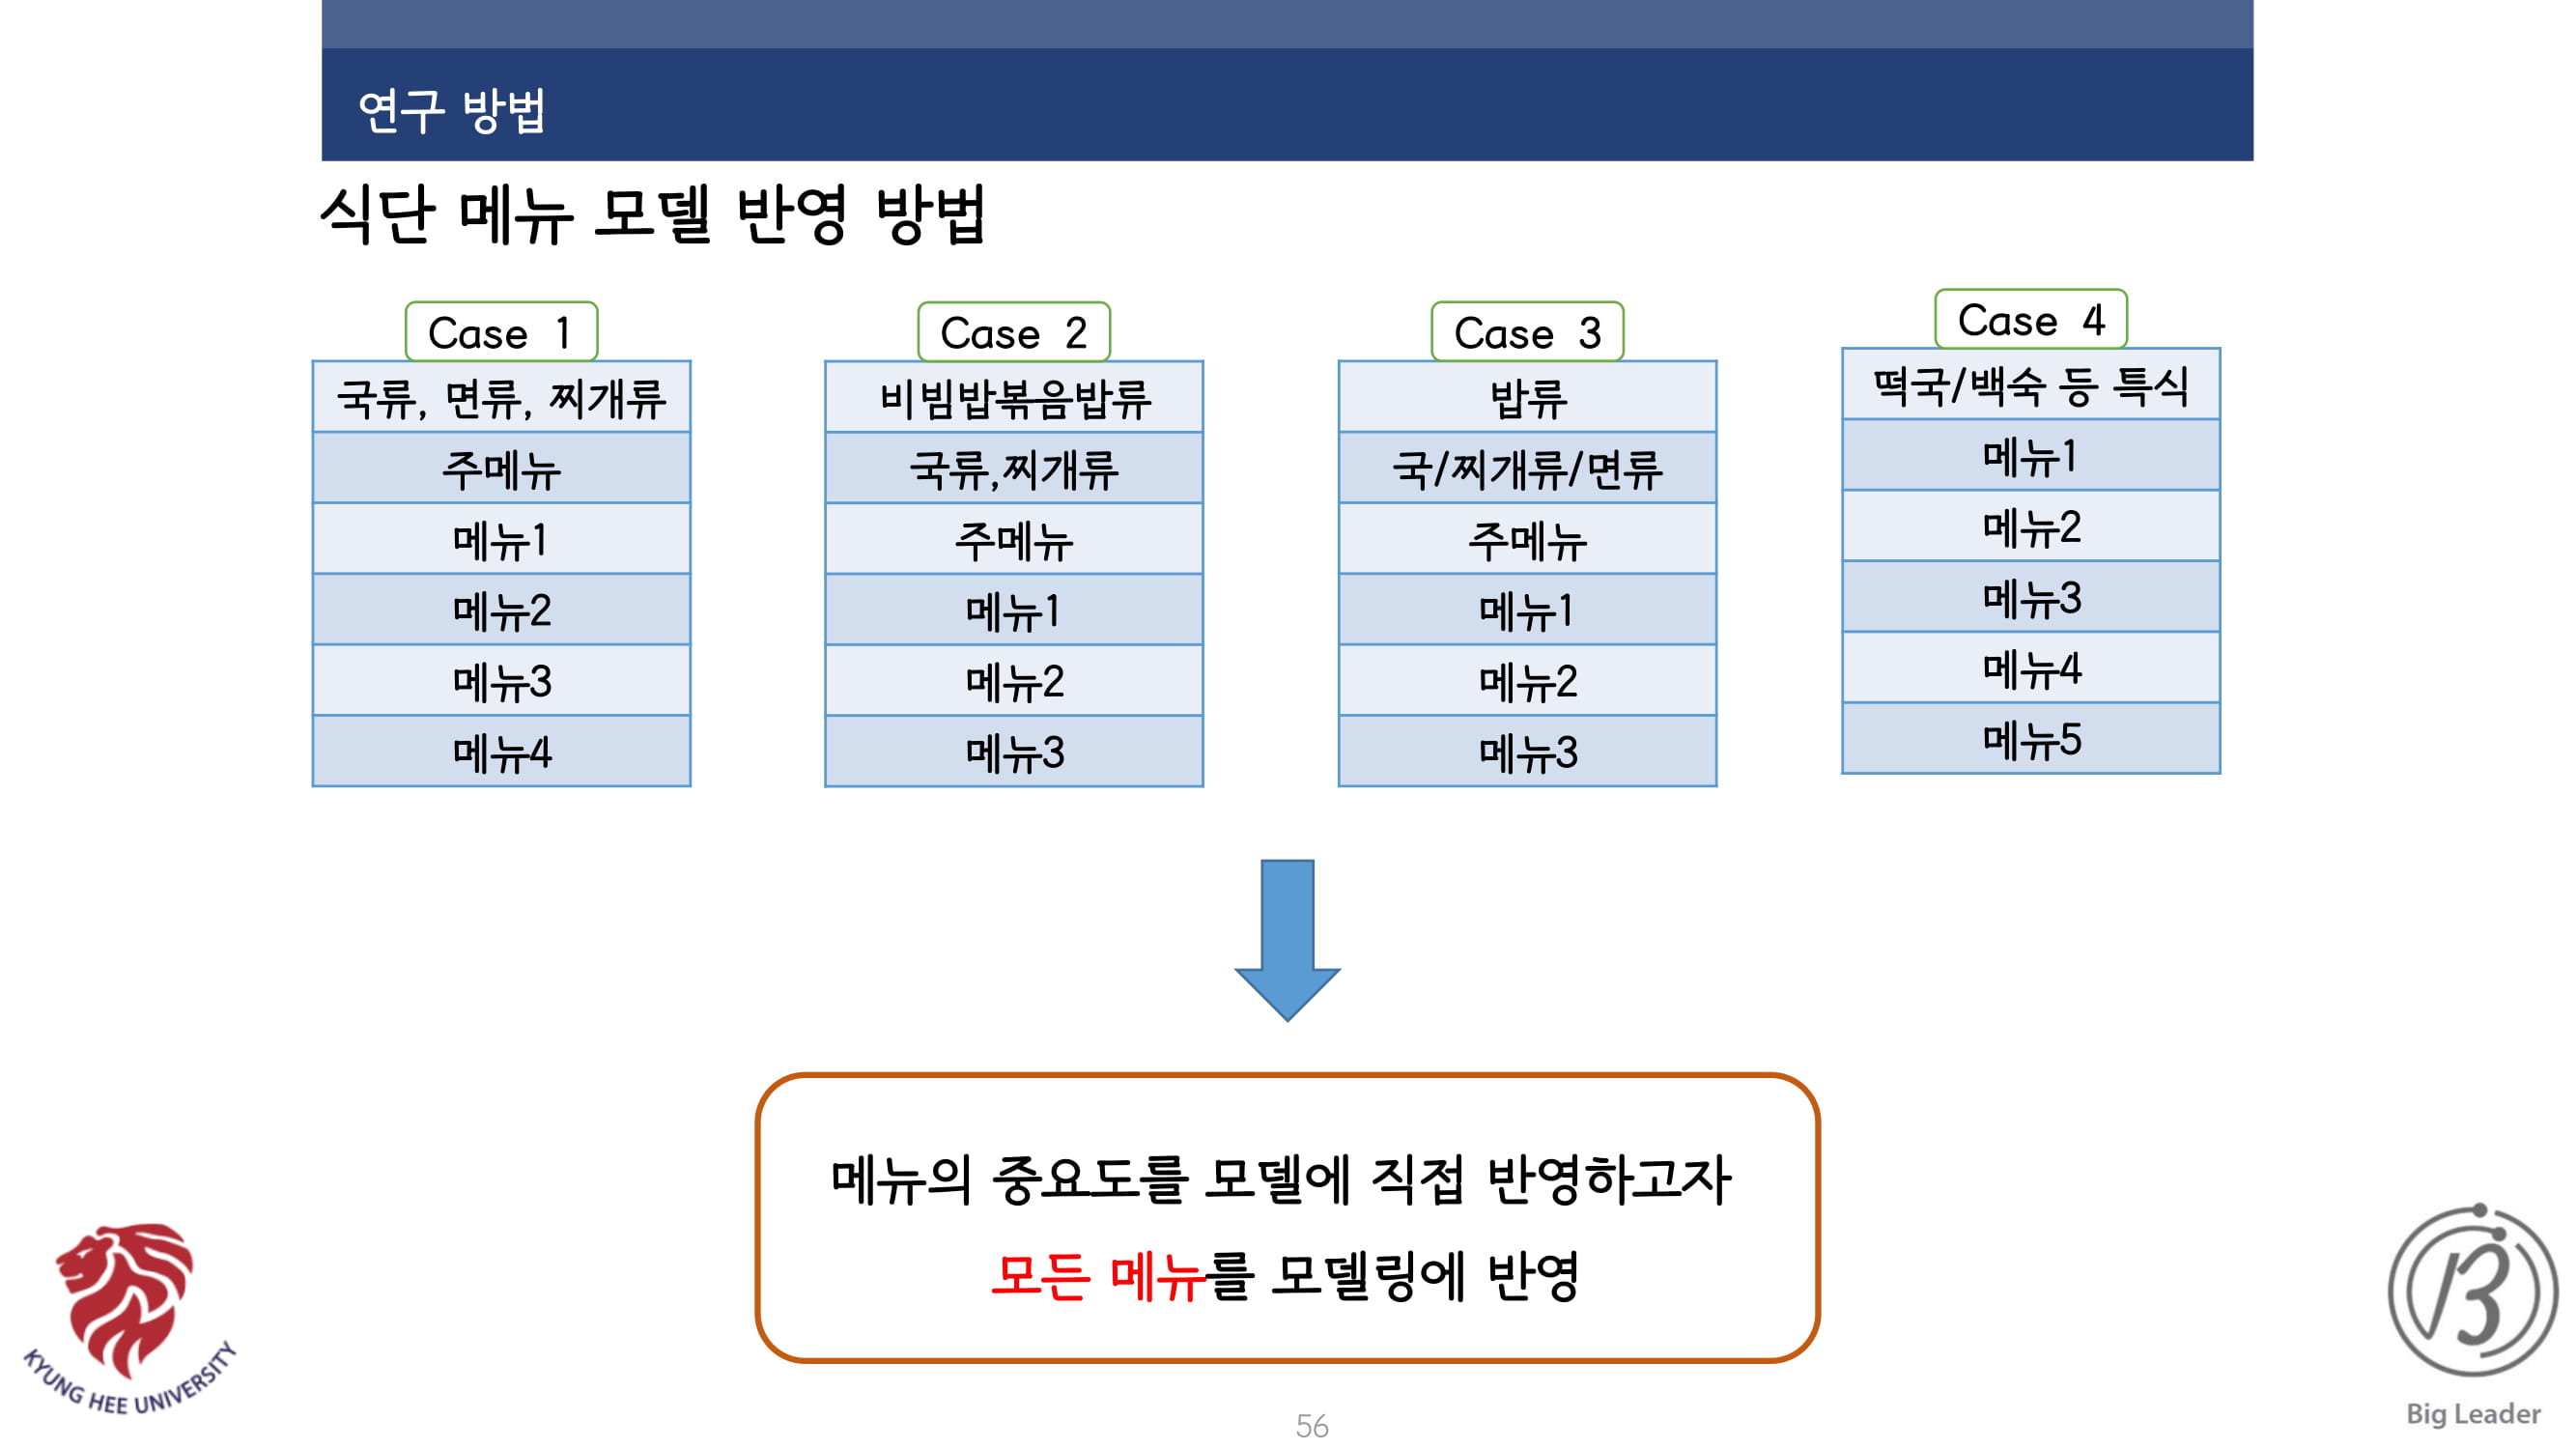 연구 방법
식단 메뉴 모델 반영 방법
Case 1
국류, 면류, 찌개류
주메뉴
메뉴1
메뉴2
메뉴3
메뉴4
Case 2
비빔밥볶음밥류
국류,찌개류
주메뉴
메뉴1
메뉴2
메뉴3
Case 3
밥류
국/찌개류/면류
주메뉴
메뉴1
메뉴2
메뉴3
Case 4
떡국/백숙 등 특식
메뉴1
메뉴2
메뉴3
메뉴4
메뉴5
메뉴의 중요도를 모델에 직접 반영하고자
모든 메뉴를 모델링에 반영
KYUNG HEE UNIVERSITY
Big Leader
56